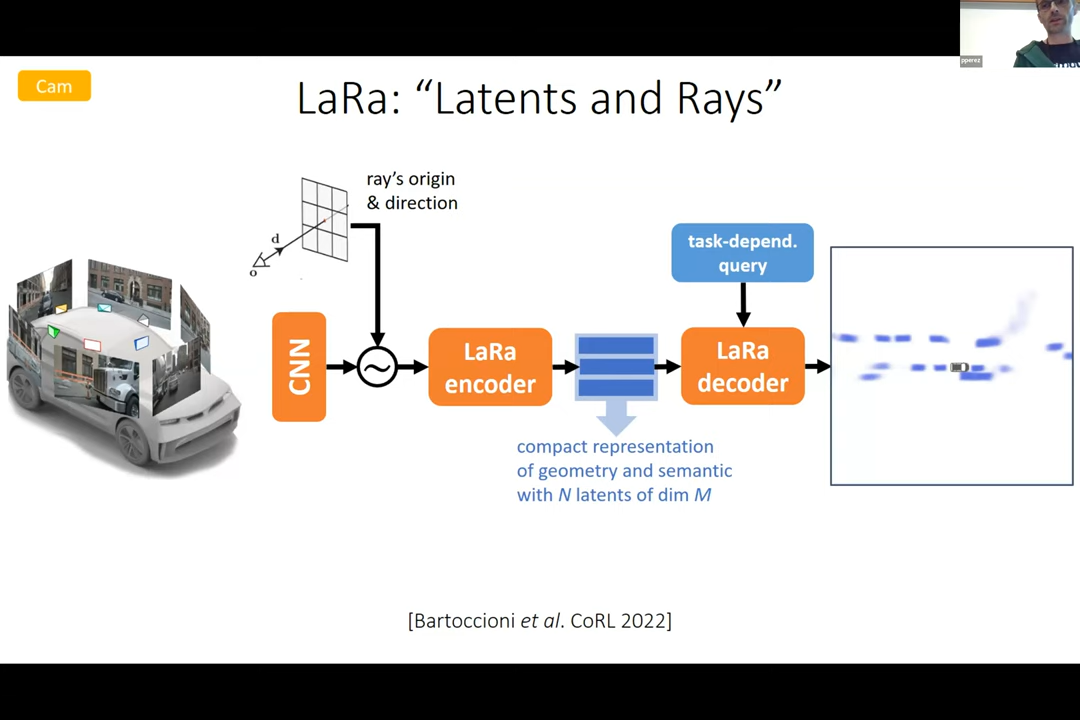 Cam
LaRa: “Latents and Rays”
pperez
ray’s origin
& direction
d
o
CNN
~
LaRa
encoder
task-depend.
query
LaRa
decoder
compact representation
of geometry and semantic
with N latents of dim M
[Bartoccioni et al. CoRL 2022]